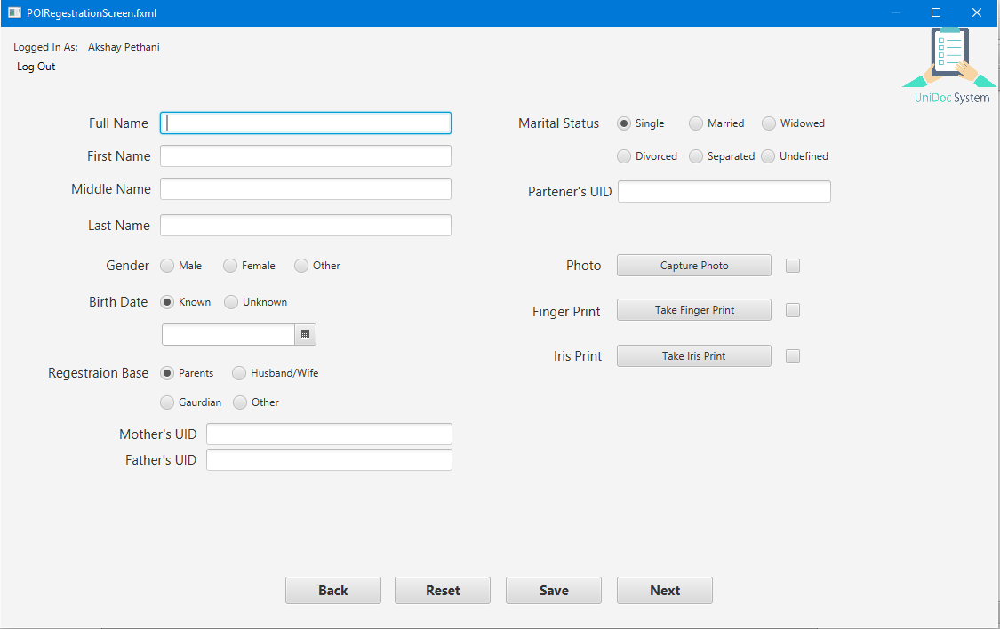 POIRegestrationScreen.fxml
Logged In As: Akshay Pethani
Log Out
UniDoc System
Full Name
First Name
Middle Name
Last Name
Gender Male Female Other
Birth Date Known Unknown
Regestraion Base Parents Husband/Wife
Gaurdian Other
Mother's UID
Father's UID
Marital Status Single Married Widowed
Divorced Separated Undefined
Partener's UID
Photo Capture Photo
Finger Print Take Finger Print
Iris Print Take Iris Print
Back Reset Save Next